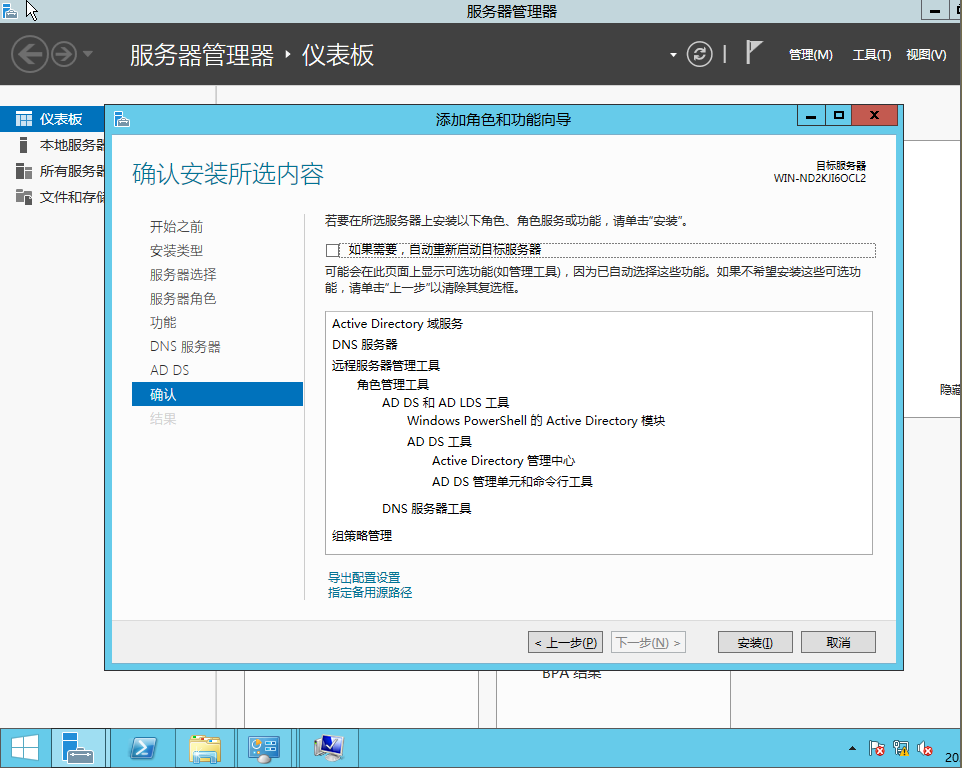 服务器管理器
服务器管理器 ‣ 仪表板
管理(M) 工具(T) 视图(V)
仪表板
本地服务器
所有服务器
文件和存储
添加角色和功能向导
确认安装所选内容
目标服务器
WIN-ND2KJI6OCL2
开始之前
安装类型
服务器选择
服务器角色
功能
DNS 服务器
AD DS
确认
结果
若要在所选服务器上安装以下角色、角色服务或功能，请单击“安装”。
如果需要，自动重新启动目标服务器
可能会在此页面上显示可选功能(如管理工具)，因为已自动选择这些功能。如果不希望安装这些可选功
能，请单击“上一步”以清除其复选框。
Active Directory 域服务
DNS 服务器
远程服务器管理工具
角色管理工具
AD DS 和 AD LDS 工具
Windows PowerShell 的 Active Directory 模块
AD DS 工具
Active Directory 管理中心
AD DS 管理单元和命令行工具
DNS 服务器工具
组策略管理
导出配置设置
指定备用源路径
< 上一步(P) 下一步(N) > 安装(I) 取消
隐藏
BPA 结果
20